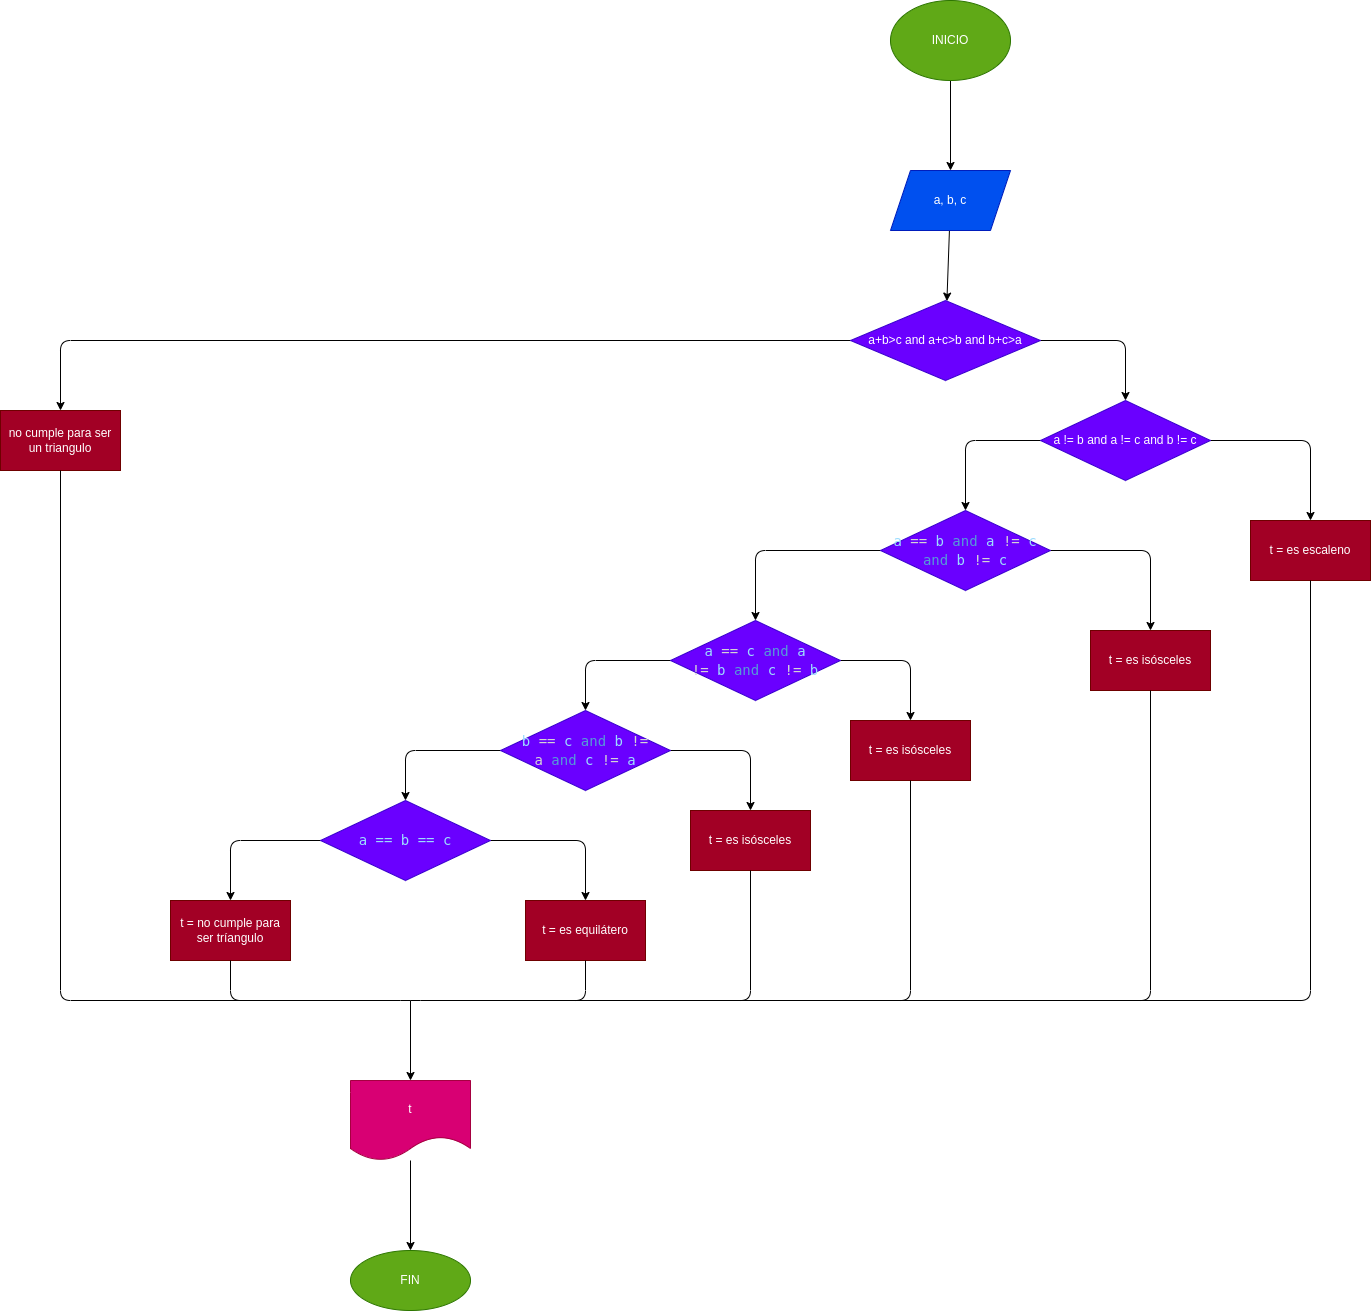 INICIO
a, b, c
a+b>c and a+c>b and b+c>a
no cumple para ser
un triangulo
a != b and a != c and b != c
a == b and a != c
and b != c
t = es escaleno
a == c and a
!= b and c != b
t = es isósceles
b == c and b !=
a and c != a
t = es isósceles
a == b == c
t = es isósceles
t = no cumple para
ser tríangulo
t = es equilátero
t
FIN